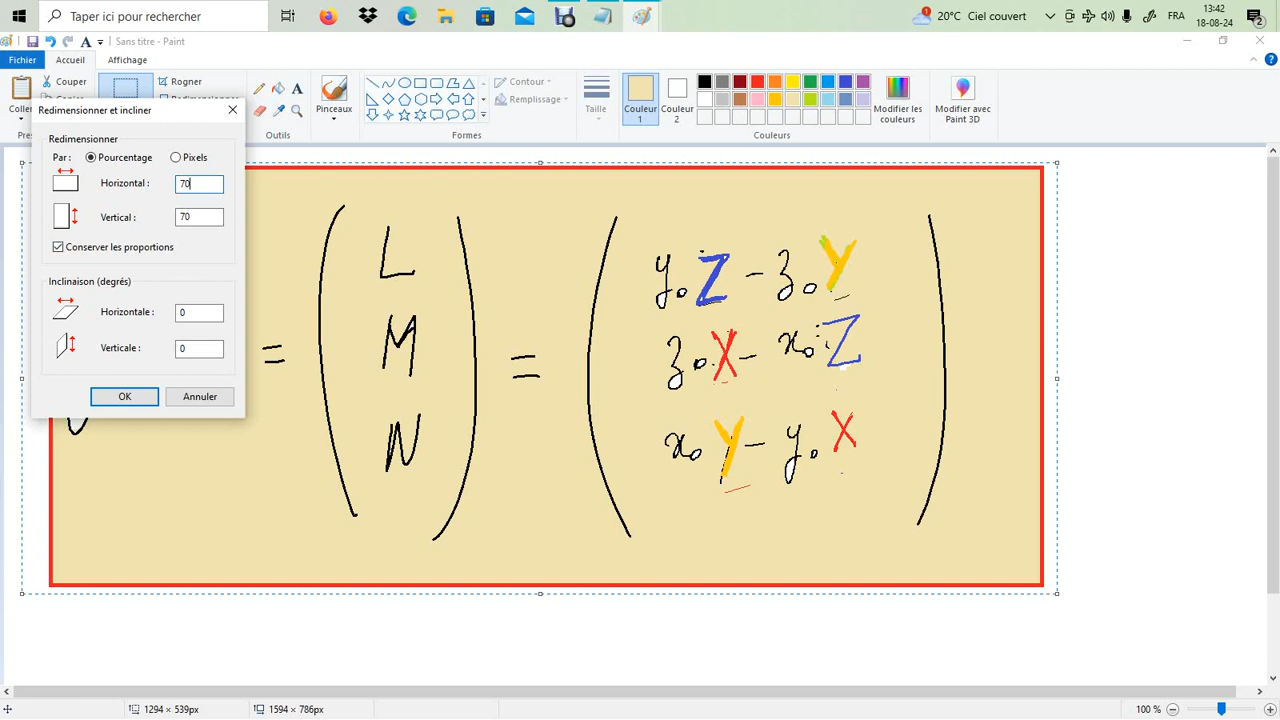 Taper ici pour rechercher
20°C Ciel couvert
FRA
13:42
18-08-24
2
Sans titre - Paint
Fichier Accueil Affichage
Couper
Rogner
Taille
Contour
Remplissage
Pinceaux
Couleur 1
Couleur 2
Modifier les couleurs
Modifier avec Paint 3D
Outils
Formes
Couleurs
Redimensionner et incliner
Redimensionner
Par : Pourcentage Pixels
Horizontal : 70
Vertical : 70
Conserver les proportions
Inclinaison (degrés)
Horizontale : 0
Verticale : 0
OK Annuler
= ( L M N ) = (
y₀Z - z₀Y
z₀X - x₀Z
x₀Y - y₀X
)
1294 × 539px
1594 × 786px
100 %